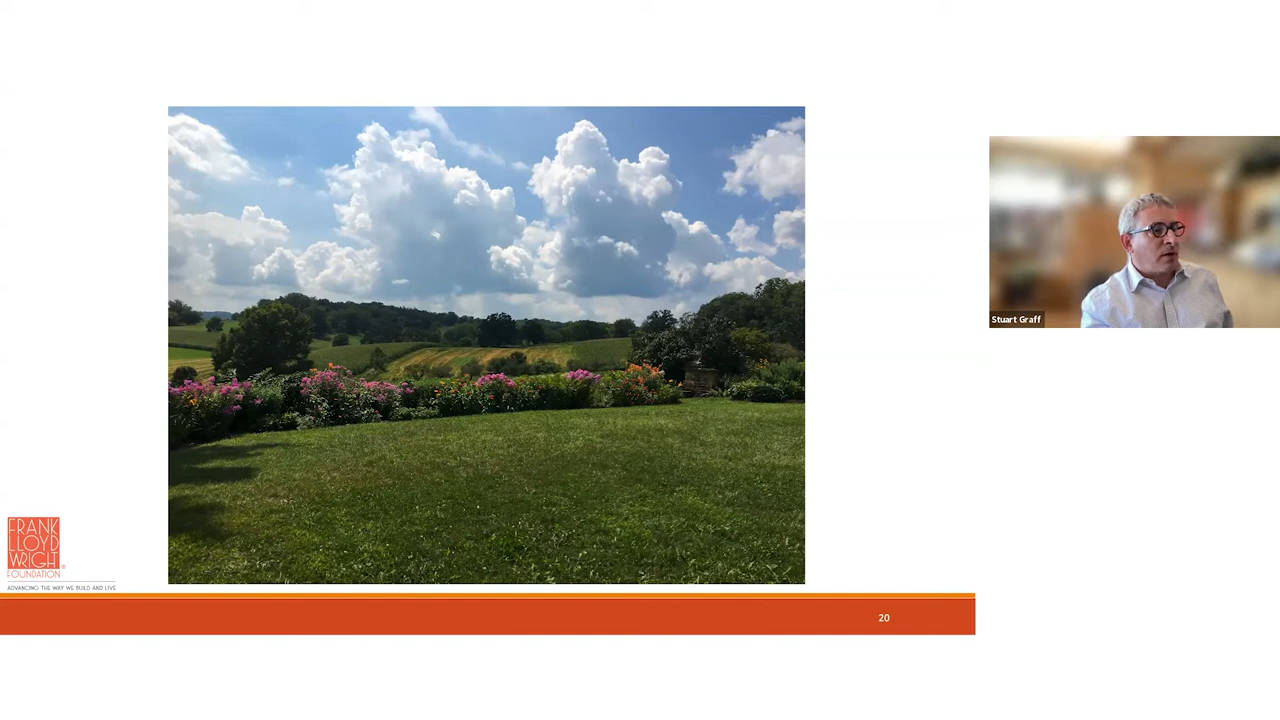 FRANK
LLOYD
WRIGHT®
FOUNDATION
ADVANCING THE WAY WE BUILD AND LIVE
20
Stuart Graff